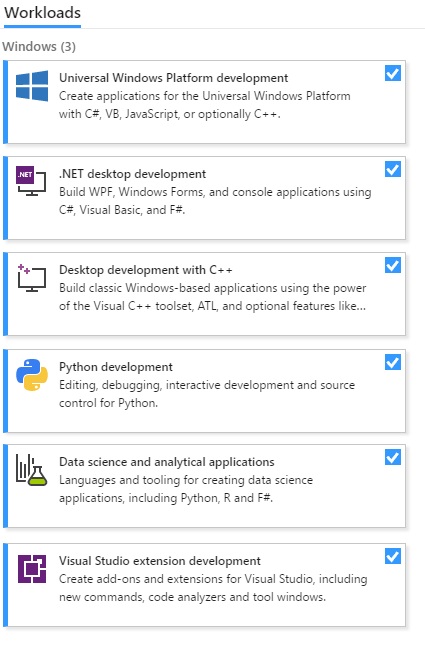 Workloads
Windows (3)
Universal Windows Platform development
Create applications for the Universal Windows Platform
with C#, VB, JavaScript, or optionally C++.
.NET
.NET desktop development
Build WPF, Windows Forms, and console applications using
C#, Visual Basic, and F#.
Desktop development with C++
Build classic Windows-based applications using the power
of the Visual C++ toolset, ATL, and optional features like...
Python development
Editing, debugging, interactive development and source
control for Python.
Data science and analytical applications
Languages and tooling for creating data science
applications, including Python, R and F#.
Visual Studio extension development
Create add-ons and extensions for Visual Studio, including
new commands, code analyzers and tool windows.